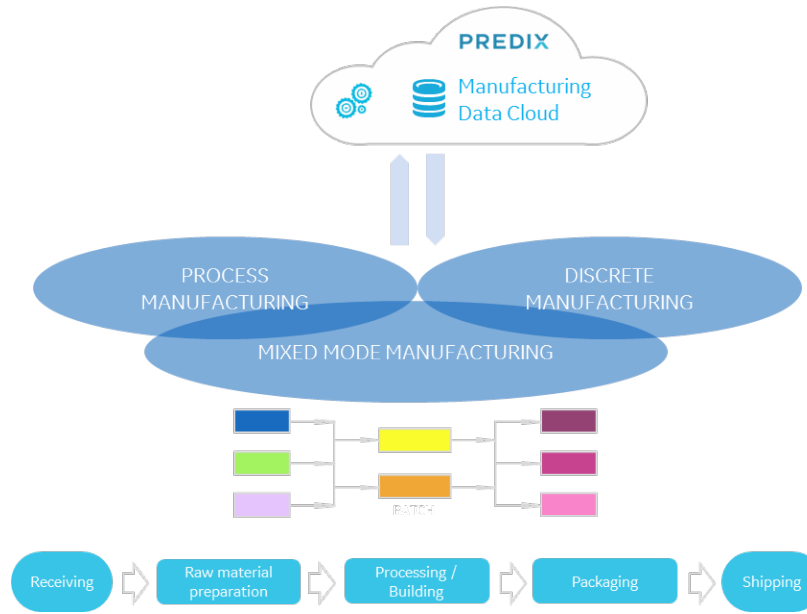 PREDIX
Manufacturing
Data Cloud
PROCESS
MANUFACTURING
DISCRETE
MANUFACTURING
MIXED MODE MANUFACTURING
BATCH
Receiving
Raw material
preparation
Processing /
Building
Packaging
Shipping